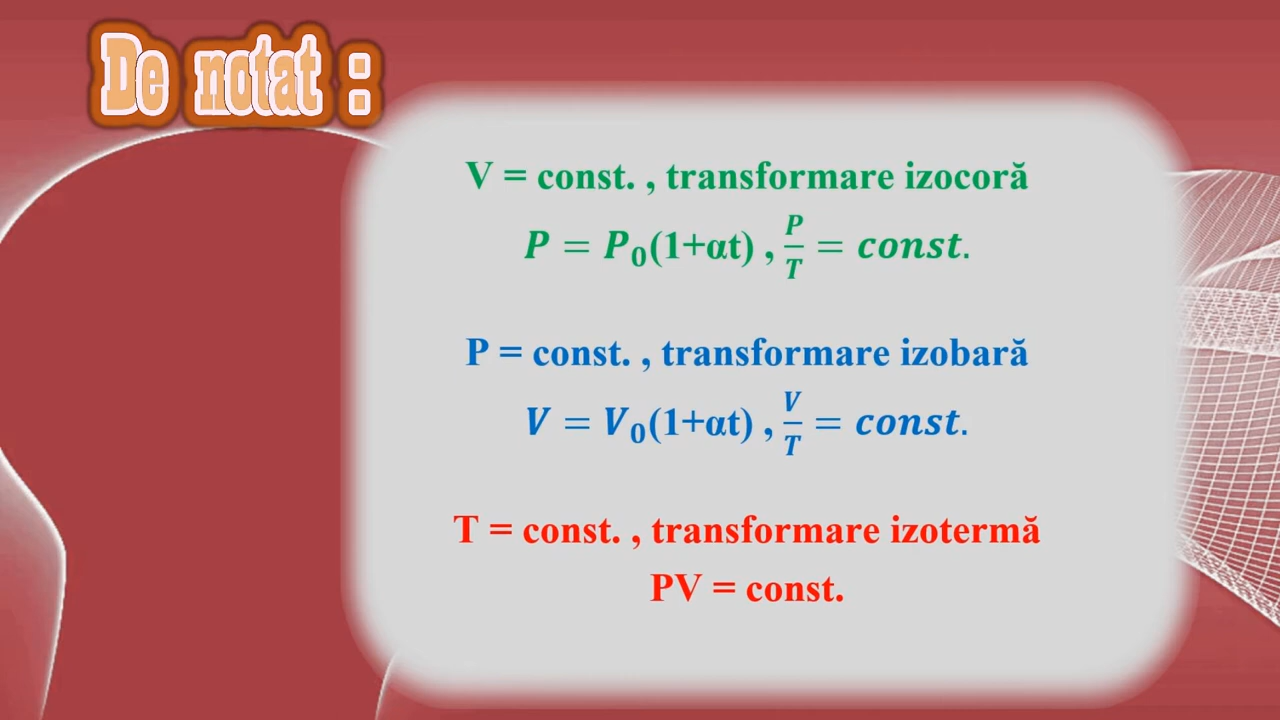 De notat :
V = const. , transformare izocoră
P = P₀(1+αt) , P/T = const.
P = const. , transformare izobară
V = V₀(1+αt) , V/T = const.
T = const. , transformare izotermă
PV = const.